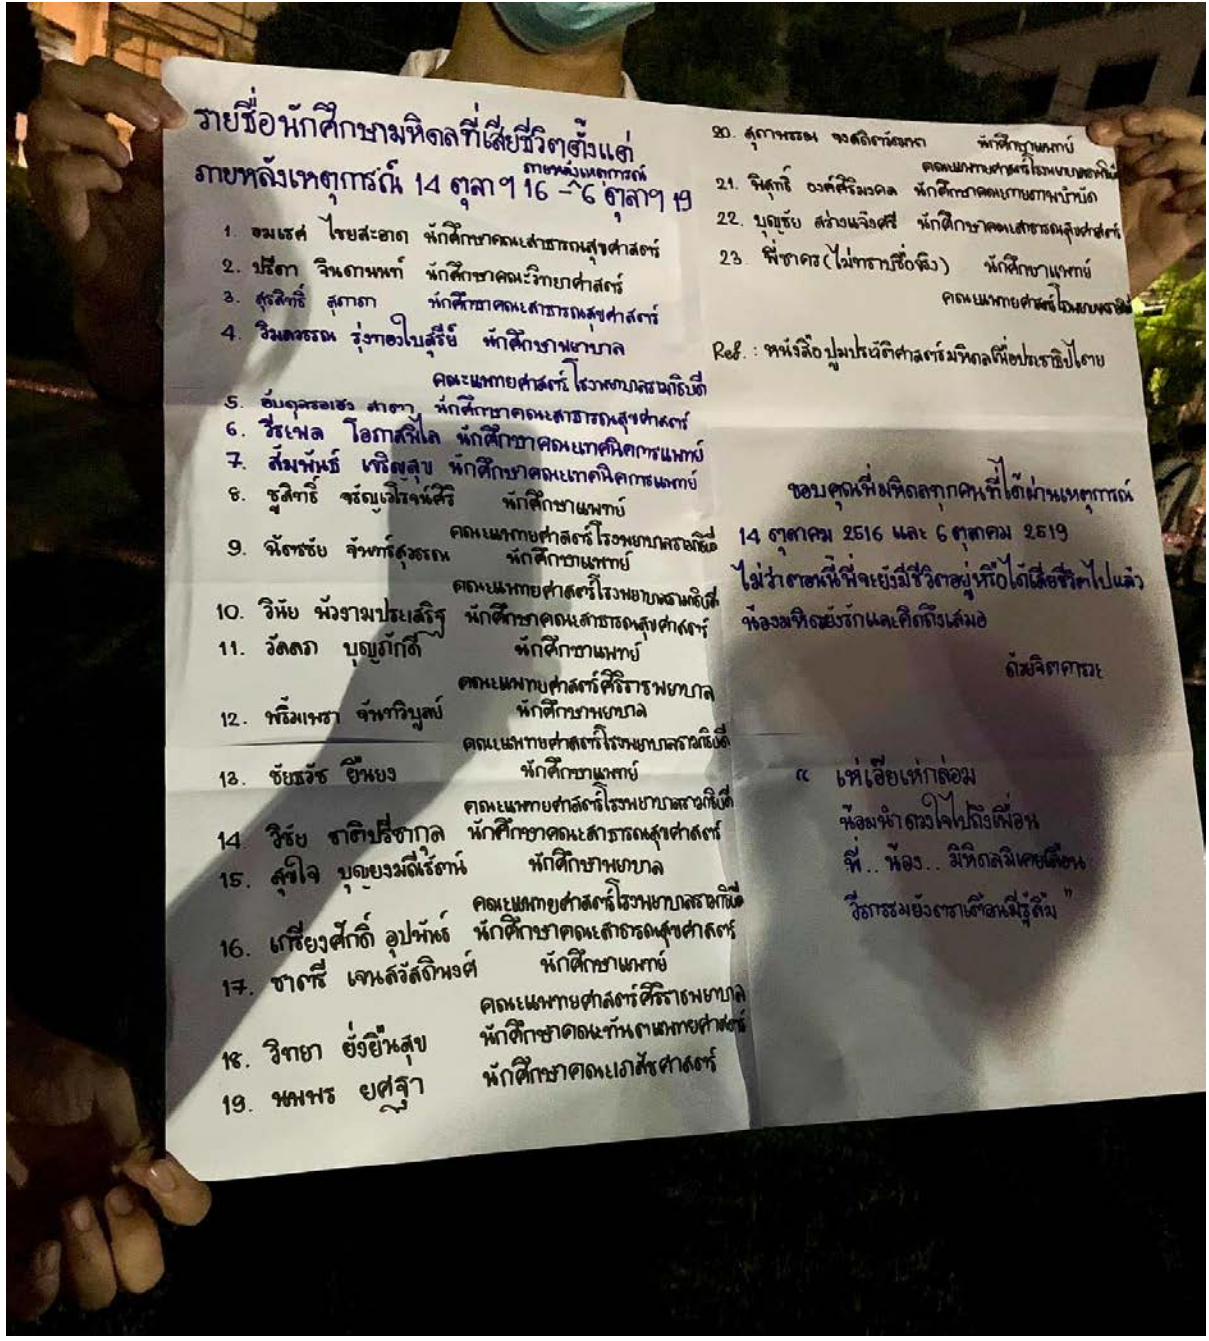 รายชื่อนักศึกษามหิดลที่เสียชีวิตตั้งแต่
ภายหลังเหตุการณ์
ภายหลังเหตุการณ์ 14 ตุลาฯ 16 - 6 ตุลาฯ 19
1. อมเรศ ไชยสะอาด นักศึกษาคณะสาธารณสุขศาสตร์
2. ปรีดา จินดานนท์ นักศึกษาคณะวิทยาศาสตร์
3. สุรสิทธิ์ สุภาภา นักศึกษาคณะสาธารณสุขศาสตร์
4. วิมลวรรณ รุ่งทองใบสุรีย์ นักศึกษาพยาบาล
คณะแพทยศาสตร์โรงพยาบาลรามาธิบดี
5. อับดุลรอเฮง สาตา นักศึกษาคณะสาธารณสุขศาสตร์
6. วีระพล โอภาสพิไล นักศึกษาคณะเทคนิคการแพทย์
7. สัมพันธ์ เจริญสุข นักศึกษาคณะเทคนิคการแพทย์
8. ชูสิทธิ์ จรัญเวโรจน์ศิริ นักศึกษาแพทย์
คณะแพทยศาสตร์โรงพยาบาลรามาธิบดี
9. ฉัตรชัย จันทร์สุวรรณ นักศึกษาแพทย์
คณะแพทยศาสตร์โรงพยาบาลรามาธิบดี
10. วินัย บัวงามประเสริฐ นักศึกษาคณะสาธารณสุขศาสตร์
11. วัลลภา บุญภักดี นักศึกษาแพทย์
คณะแพทยศาสตร์ศิริราชพยาบาล
12. พริ้มเพรา จันทวิบูลย์ นักศึกษาพยาบาล
คณะแพทยศาสตร์โรงพยาบาลรามาธิบดี
13. ชัยธวัช ยืนยง นักศึกษาแพทย์
คณะแพทยศาสตร์โรงพยาบาลรามาธิบดี
14. วิชัย ชาติปรีชากุล นักศึกษาคณะสาธารณสุขศาสตร์
15. สุขใจ บุญยงมณีรัตน์ นักศึกษาพยาบาล
คณะแพทยศาสตร์โรงพยาบาลรามาธิบดี
16. เกรียงศักดิ์ อุปพันธ์ นักศึกษาคณะสาธารณสุขศาสตร์
17. ชาตรี เจนสวัสดิพงศ์ นักศึกษาแพทย์
คณะแพทยศาสตร์ศิริราชพยาบาล
18. วิทยา ยั่งยืนสุข นักศึกษาคณะทันตแพทยศาสตร์
19. นพพร ยศฐา นักศึกษาคณะเภสัชศาสตร์
20. สุภาพรรณ นักศึกษาแพทย์
คณะแพทยศาสตร์โรงพยาบาลรามาธิบดี
21. พิสุทธิ์ องค์ศิริมงคล นักศึกษาคณะกายภาพบำบัด
22. บุญชัย สว่างแจ้งศรี นักศึกษาคณะสาธารณสุขศาสตร์
23. พี่ซาคร (ไม่ทราบชื่อจริง) นักศึกษาแพทย์
คณะแพทยศาสตร์โรงพยาบาลรามาธิบดี
Ref. : หนังสือปูมประวัติศาสตร์มหิดลเพื่อประชาธิปไตย
ขอบคุณพี่มหิดลทุกคนที่ได้ผ่านเหตุการณ์
14 ตุลาคม 2516 และ 6 ตุลาคม 2519
ไม่ว่าตอนนี้พี่จะยังมีชีวิตอยู่หรือได้เสียชีวิตไปแล้ว
น้องมหิดลยังรักและคิดถึงเสมอ
ด้วยจิตคารวะ
“ เห่เอ๋ยเห่กล่อม
น้อมนำดวงใจไปถึงเพื่อน
พี่.. น้อง... มหิดลมิเคยเลือน
วีรกรรมยังตราเตือนมิรู้ลืม ”